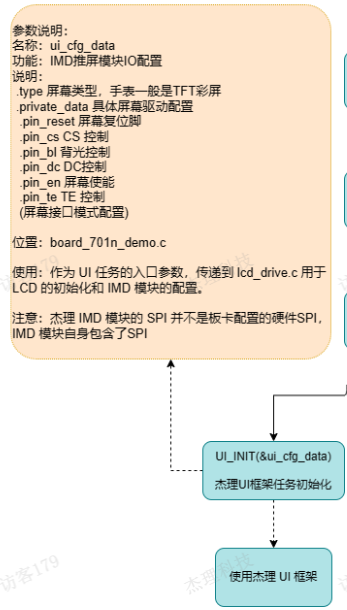 参数说明：
名称：ui_cfg_data
功能：IMD推屏模块IO配置
说明：
.type 屏幕类型，手表一般是TFT彩屏
.private_data 具体屏幕驱动配置
.pin_reset 屏幕复位脚
.pin_cs CS 控制
.pin_bl 背光控制
.pin_dc DC控制
.pin_en 屏幕使能
.pin_te TE 控制
(屏幕接口模式配置)
位置：board_701n_demo.c
使用：作为 UI 任务的入口参数，传递到 lcd_drive.c 用于
LCD 的初始化和 IMD 模块的配置。
注意：杰理 IMD 模块的 SPI 并不是板卡配置的硬件SPI，
IMD 模块自身包含了SPI
UI_INIT(&ui_cfg_data)
杰理UI框架任务初始化
使用杰理 UI 框架
访客179
杰理科技
访客179
杰理科技